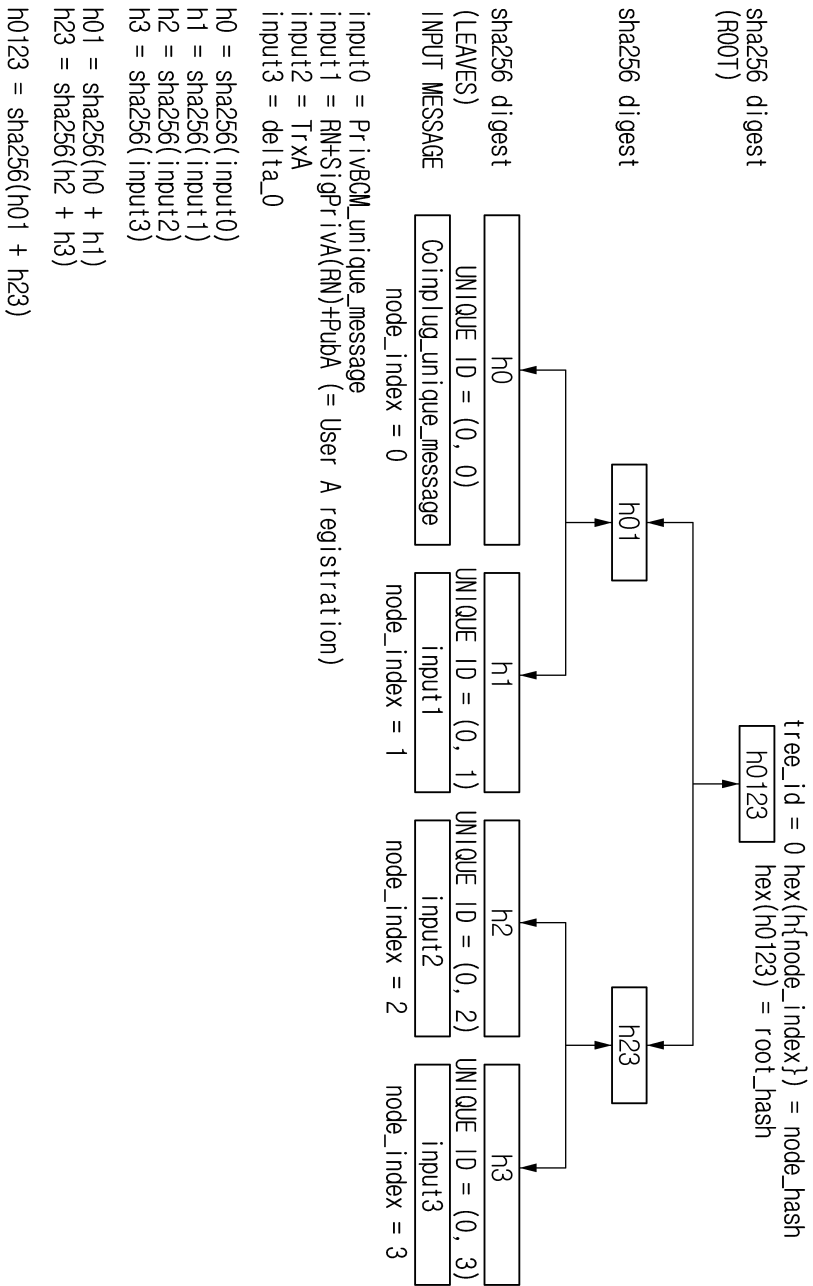 tree_id = 0 hex(h{node_index}) = node_hash
sha256 digest
(ROOT)
h0123
hex(h0123) = root_hash
sha256 digest
h01
h23
sha256 digest
(LEAVES)
h0
h1
h2
h3
UNIQUE ID = (0, 0)
UNIQUE ID = (0, 1)
UNIQUE ID = (0, 2)
UNIQUE ID = (0, 3)
INPUT MESSAGE
Coinplug_unique_message
input1
input2
input3
node_index = 0
node_index = 1
node_index = 2
node_index = 3
input0 = PrivBCM_unique_message
input1 = RN+SigPrivA(RN)+PubA (= User A registration)
input2 = TrxA
input3 = delta_0
h0 = sha256(input0)
h1 = sha256(input1)
h2 = sha256(input2)
h3 = sha256(input3)
h01 = sha256(h0 + h1)
h23 = sha256(h2 + h3)
h0123 = sha256(h01 + h23)